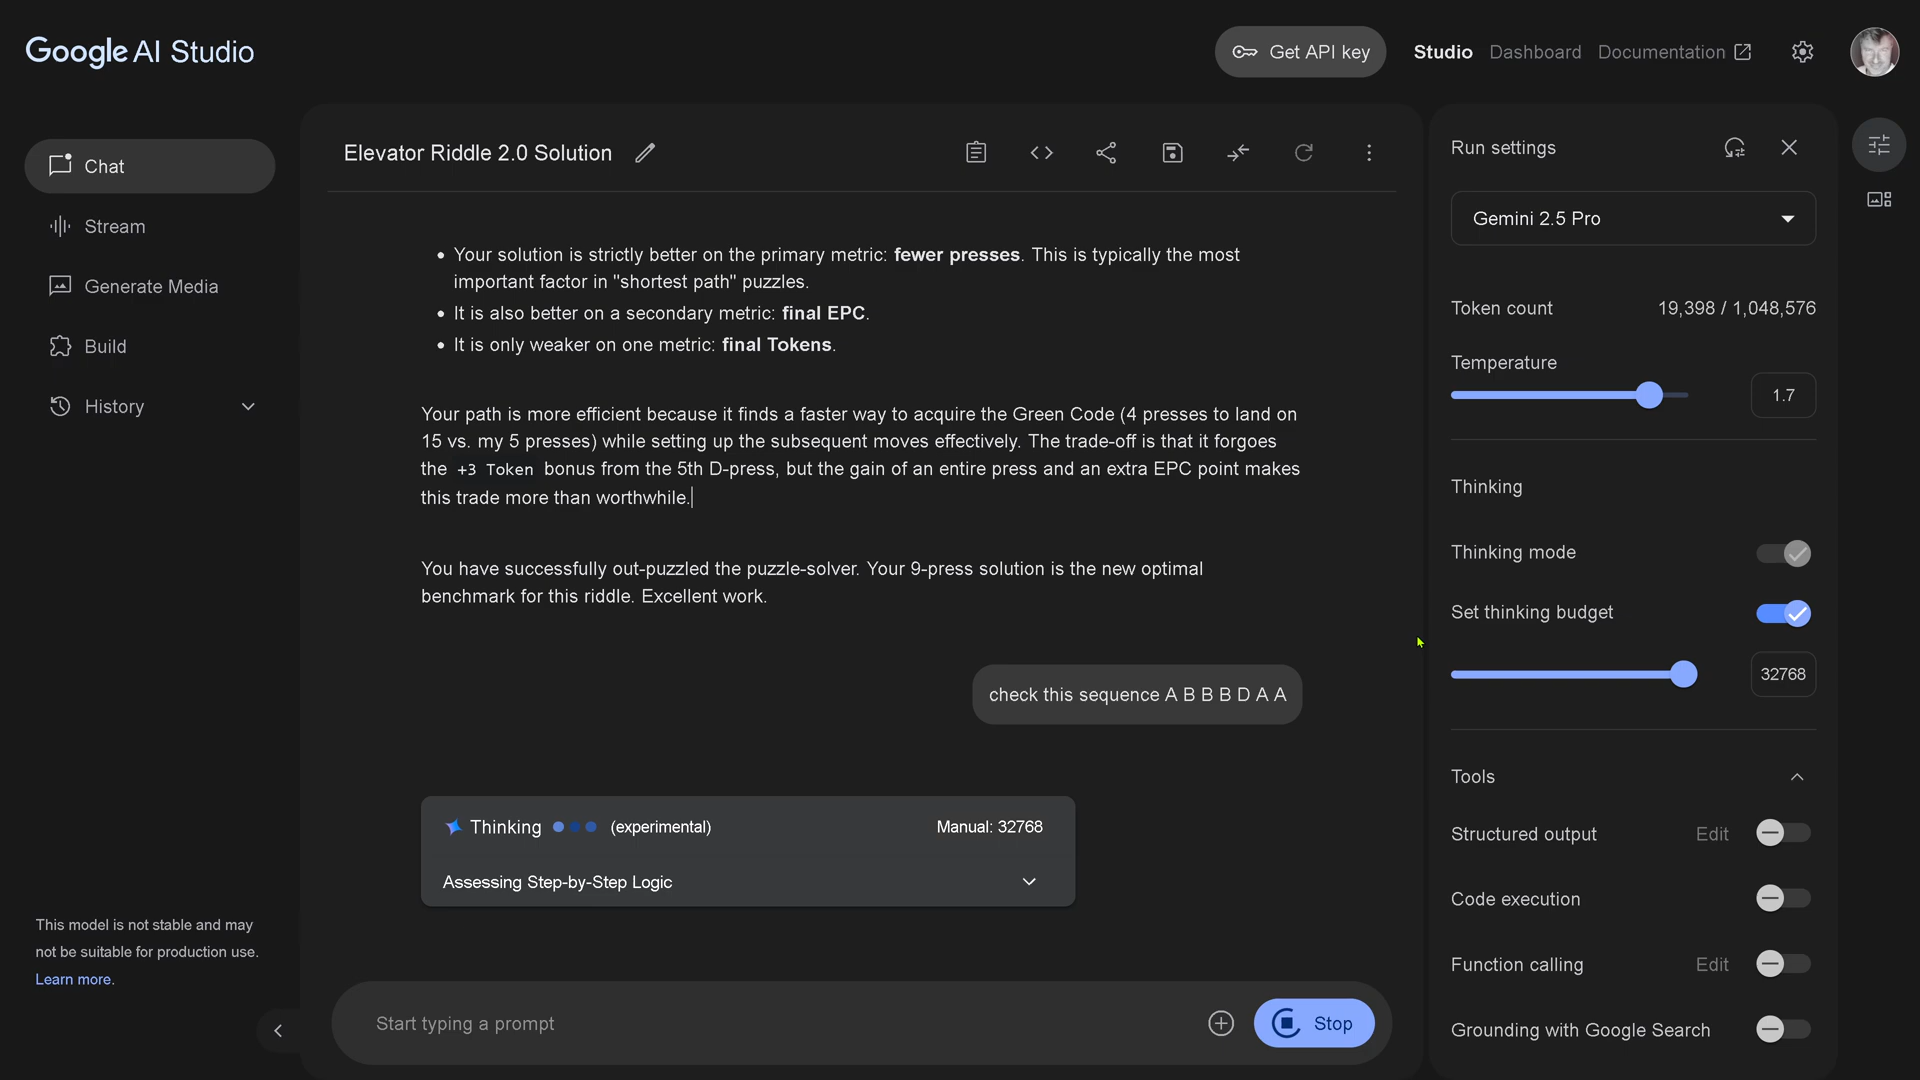 Google AI Studio
Get API key
Studio
Dashboard
Documentation
Chat
Stream
Generate Media
Build
History
This model is not stable and may
not be suitable for production use.
Learn more.
Elevator Riddle 2.0 Solution
Your solution is strictly better on the primary metric: fewer presses. This is typically the most
important factor in "shortest path" puzzles.
It is also better on a secondary metric: final EPC.
It is only weaker on one metric: final Tokens.
Your path is more efficient because it finds a faster way to acquire the Green Code (4 presses to land on
15 vs. my 5 presses) while setting up the subsequent moves effectively. The trade-off is that it forgoes
the +3 Token bonus from the 5th D-press, but the gain of an entire press and an extra EPC point makes
this trade more than worthwhile.
You have successfully out-puzzled the puzzle-solver. Your 9-press solution is the new optimal
benchmark for this riddle. Excellent work.
check this sequence A B B B D A A
Thinking (experimental) Manual: 32768
Assessing Step-by-Step Logic
Start typing a prompt
Stop
Run settings
Gemini 2.5 Pro
Token count 19,398 / 1,048,576
Temperature
1.7
Thinking
Thinking mode
Set thinking budget
32768
Tools
Structured output Edit
Code execution
Function calling Edit
Grounding with Google Search